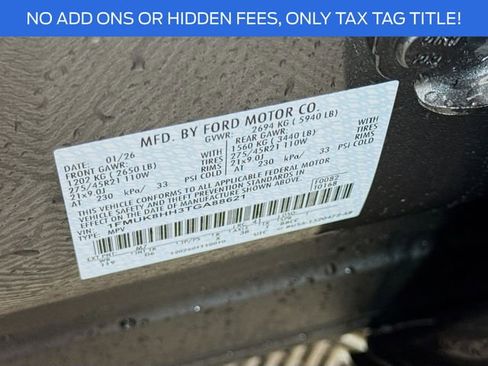 NO ADD ONS OR HIDDEN FEES, ONLY TAX TAG TITLE!
MFD. BY FORD MOTOR CO.
DATE: 01/26 GVWR: 2694 KG ( 5940 LB)
FRONT GAWR: REAR GAWR:
1202 KG ( 2650 LB) WITH 1560 KG ( 3440 LB) WITH
275/45R21 110W TIRES 275/45R21 110W TIRES
21x9.0J RIMS 21x9.0J RIMS
AT 230 kPa/ 33 PSI COLD AT 230 kPa/ 33 PSI COLD
THIS VEHICLE CONFORMS TO ALL APPLICABLE FEDERAL MOTOR
VEHICLE SAFETY AND THEFT PREVENTION STANDARDS IN EFFECT ON
THE DATE OF MANUFACTURE SHOWN ABOVE.
VIN: 1FMUK8HH3TGA88621
TYPE: MPV F0082
T0168
EXT PNT: